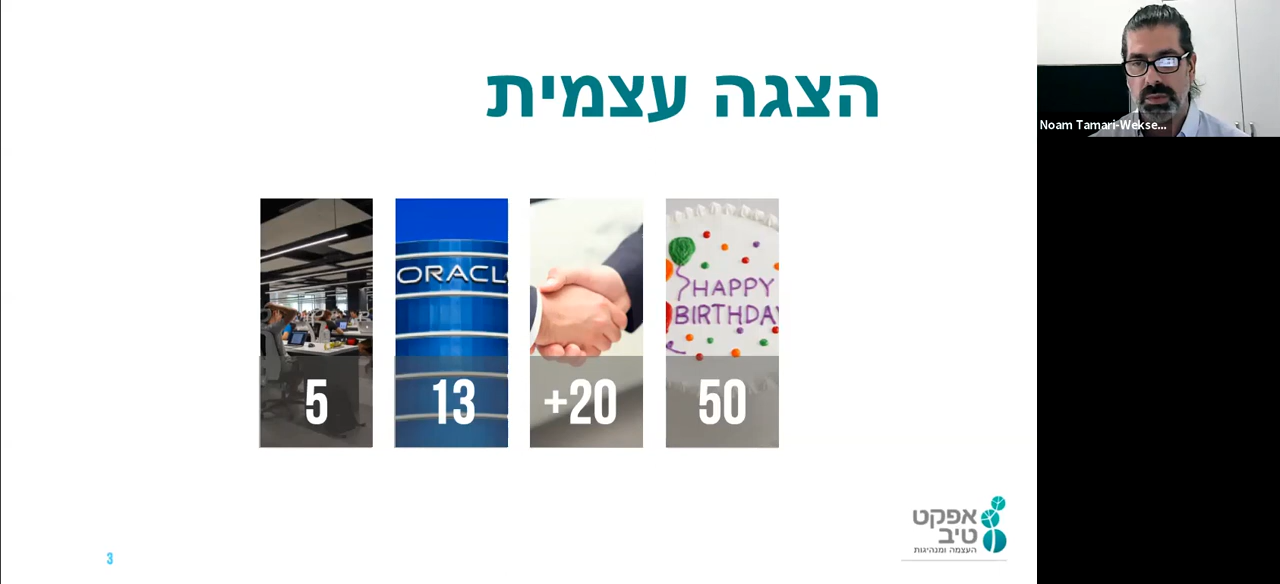 הצגה עצמית
HAPPY
BIRTHDAY
50
+20
ORACL
13
5
אפקט
טיב
העצמה ומנהיגות
3
Noam Tamari-Wekse...